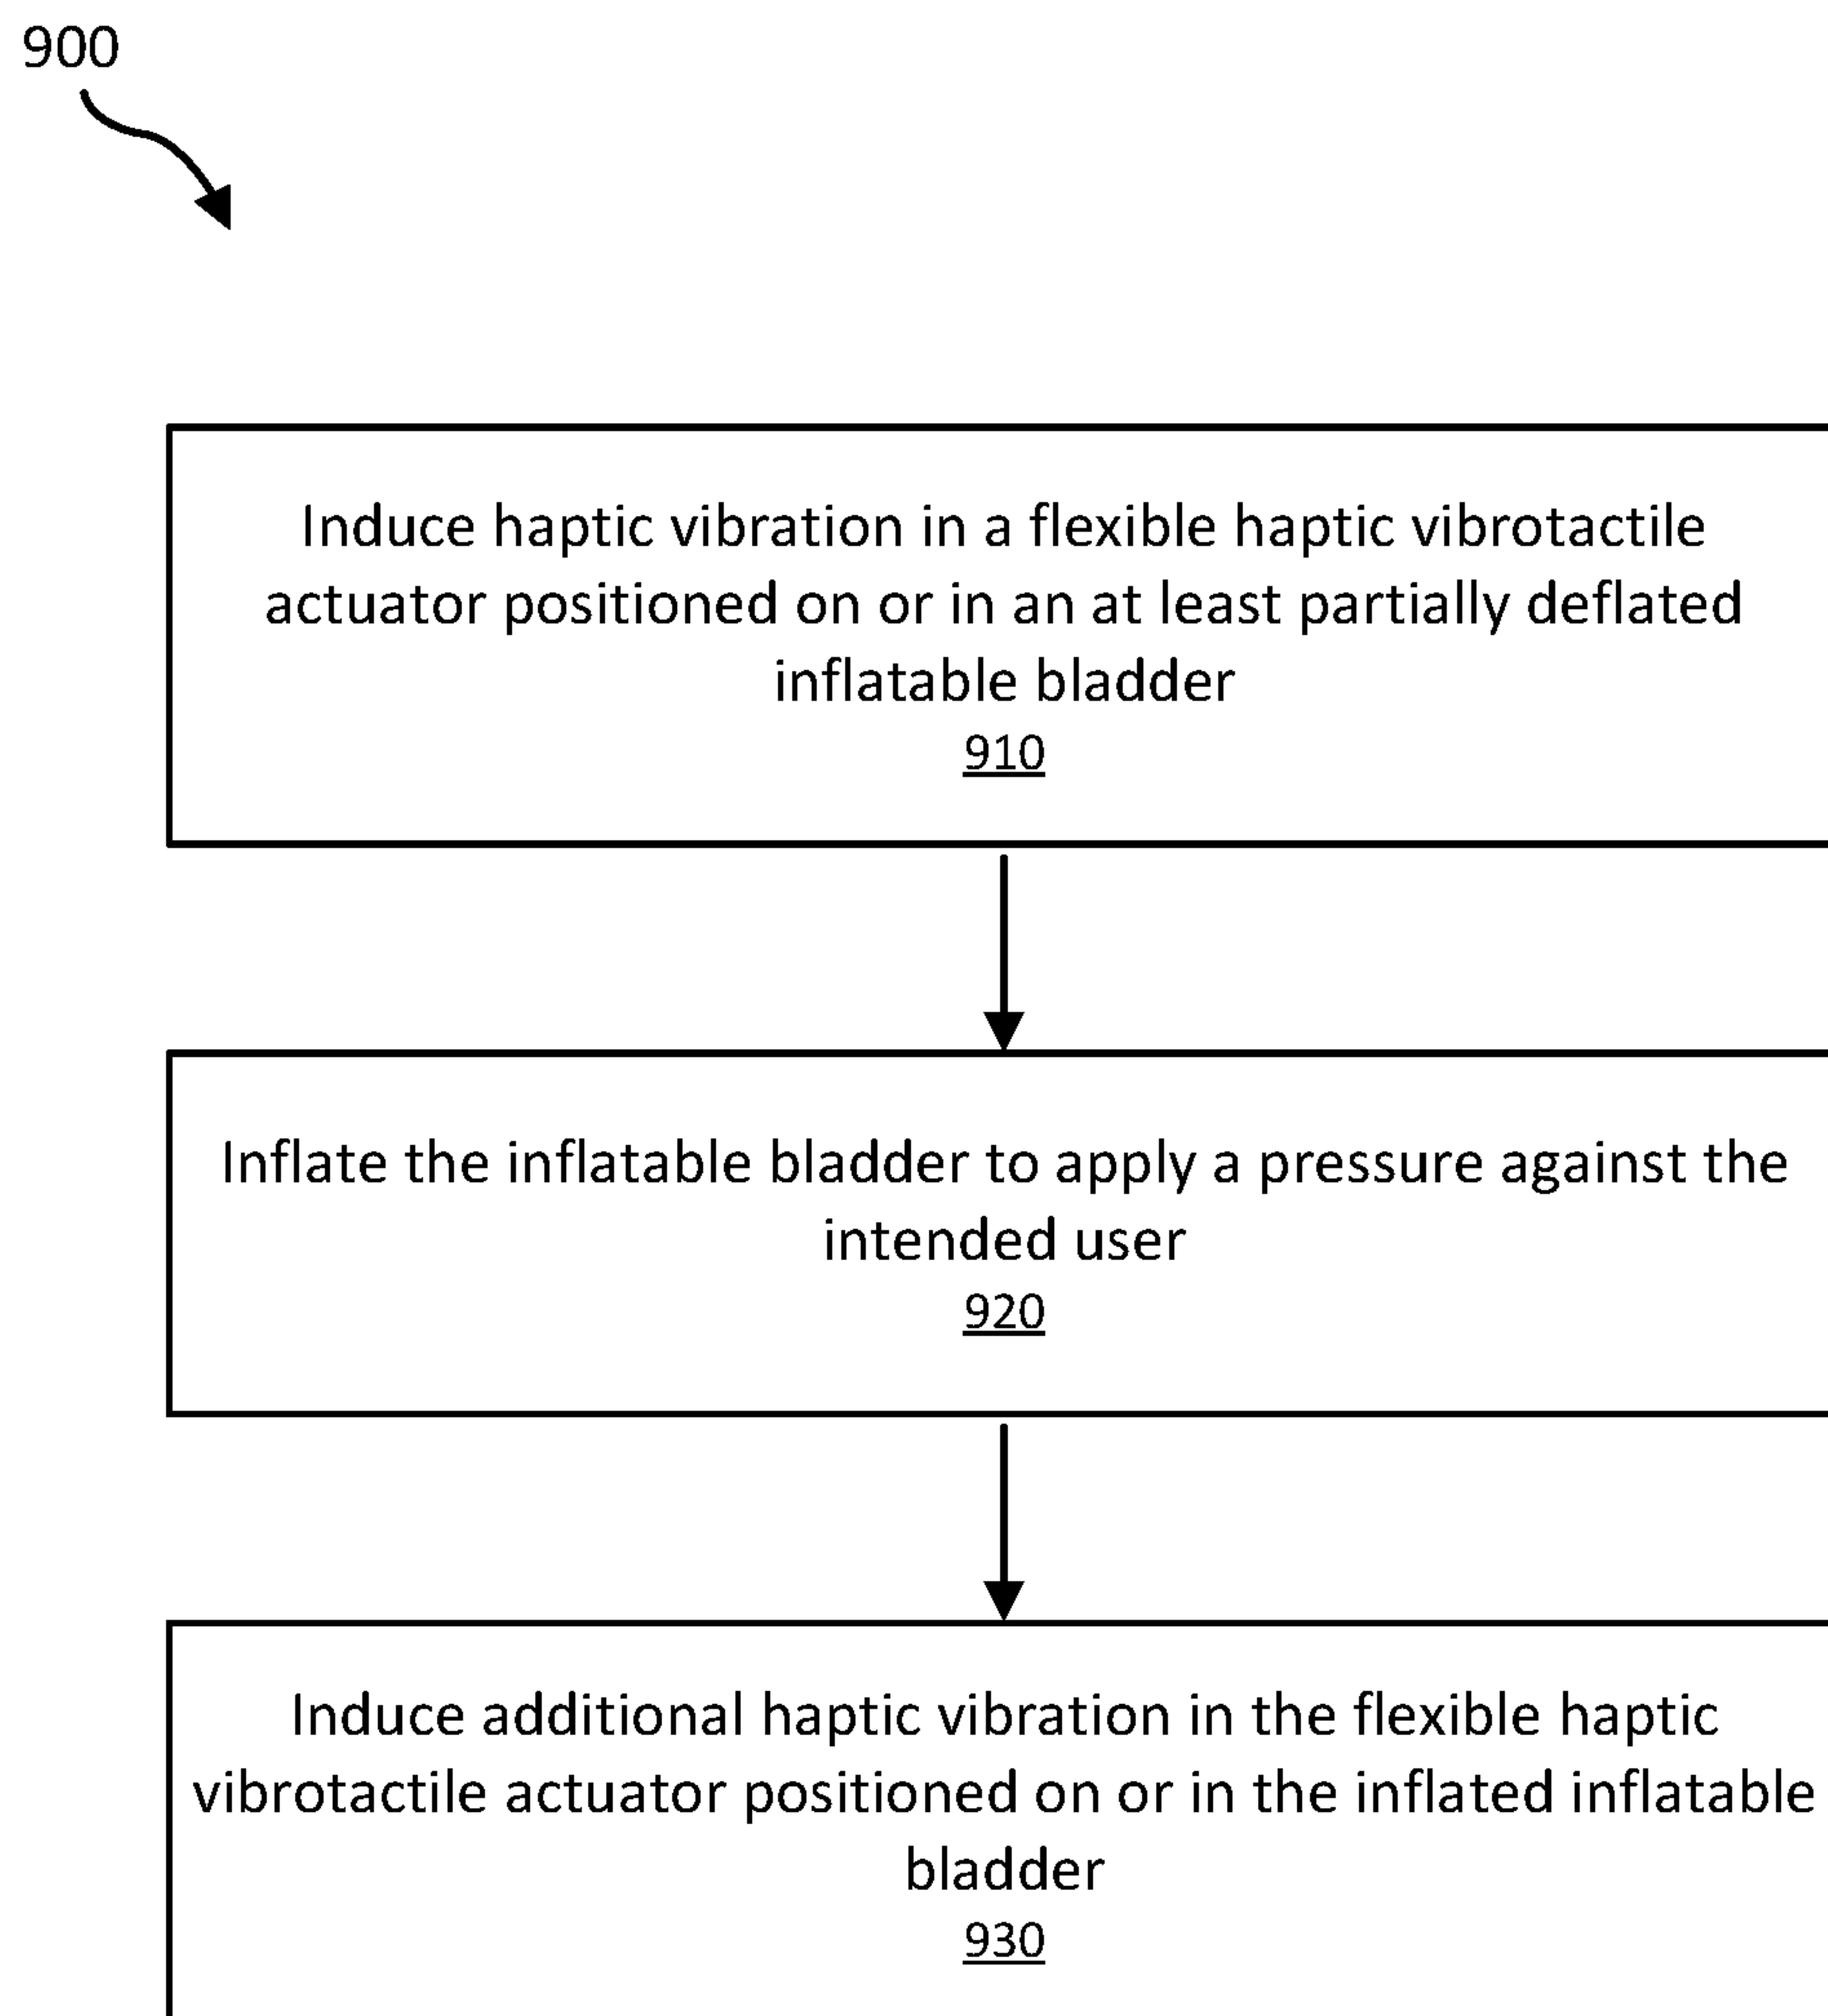 900
Induce haptic vibration in a flexible haptic vibrotactile
actuator positioned on or in an at least partially deflated
inflatable bladder
910
Inflate the inflatable bladder to apply a pressure against the
intended user
920
Induce additional haptic vibration in the flexible haptic
vibrotactile actuator positioned on or in the inflated inflatable
bladder
930